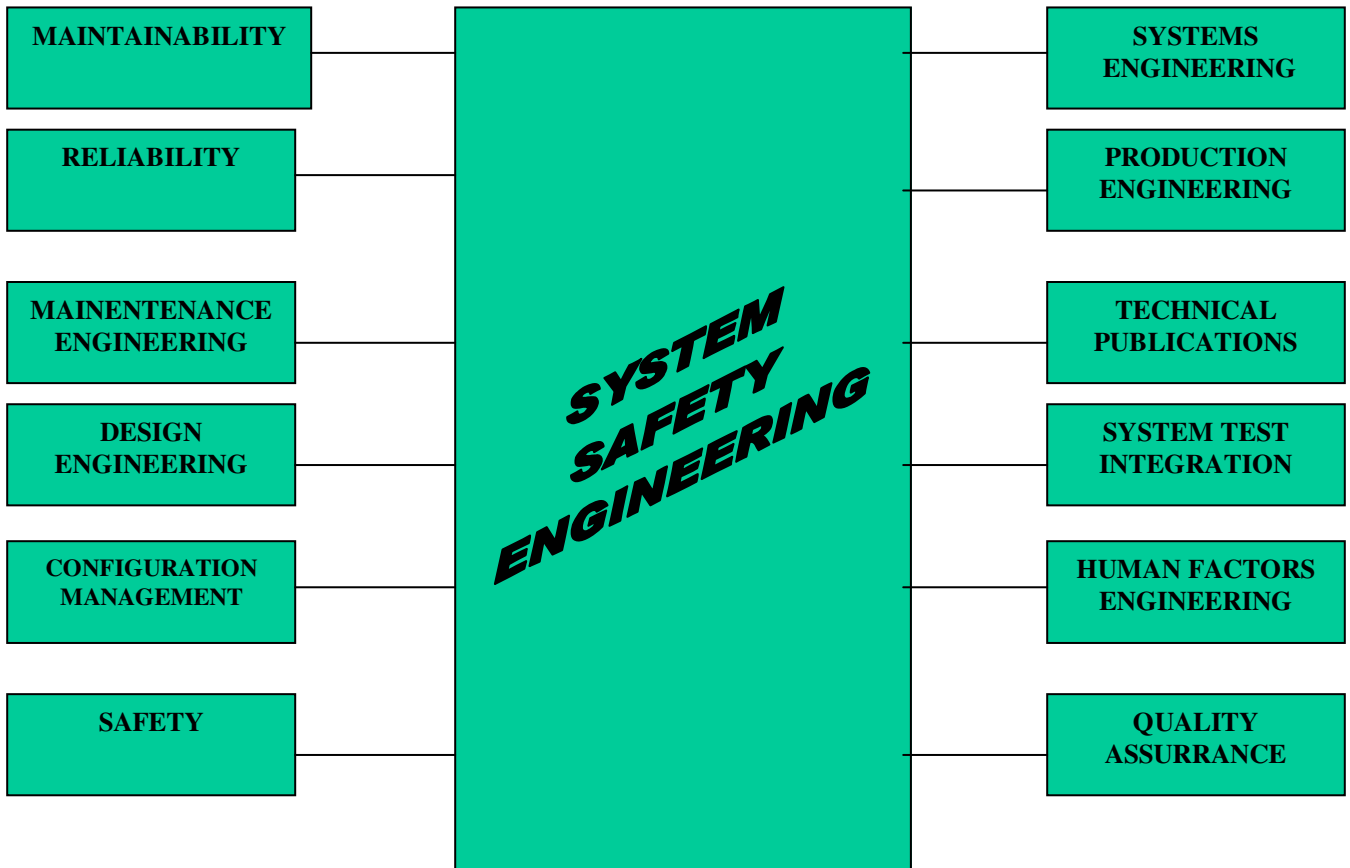 MAINTAINABILITY
RELIABILITY
MAINENTENANCE
ENGINEERING
DESIGN
ENGINEERING
CONFIGURATION
MANAGEMENT
SAFETY
SYSTEM
SAFETY
ENGINEERING
SYSTEMS
ENGINEERING
PRODUCTION
ENGINEERING
TECHNICAL
PUBLICATIONS
SYSTEM TEST
INTEGRATION
HUMAN FACTORS
ENGINEERING
QUALITY
ASSURRANCE